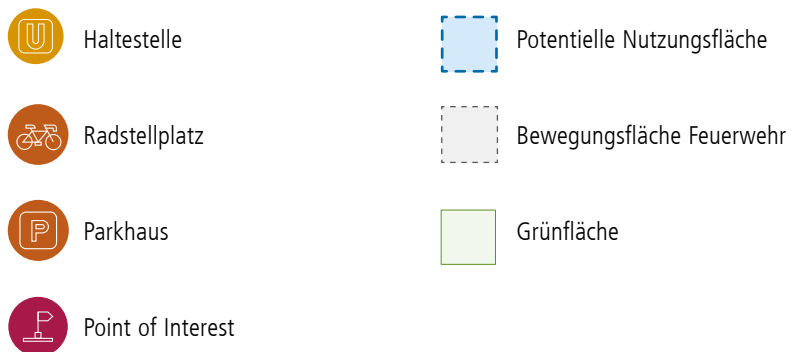 U
Haltestelle
Radstellplatz
P
Parkhaus
Point of Interest
Potentielle Nutzungsfläche
Bewegungsfläche Feuerwehr
Grünfläche